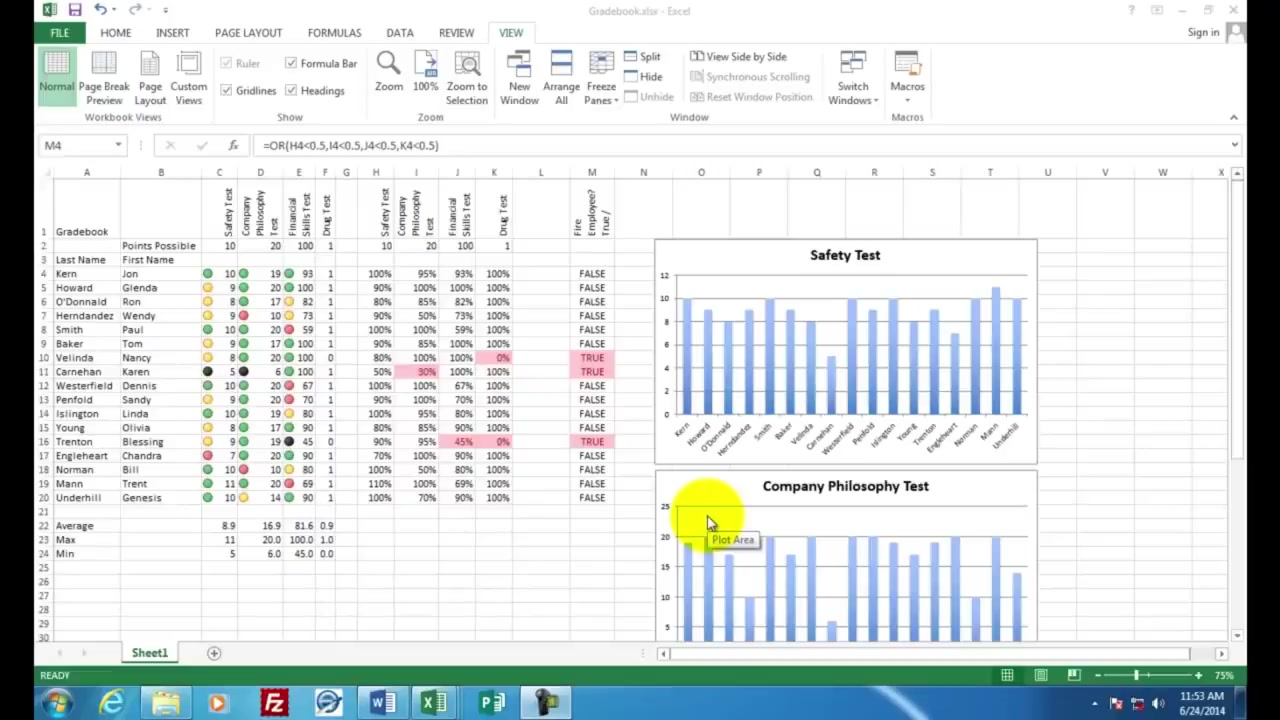 Gradebook.xlsx - Excel
FILE HOME INSERT PAGE LAYOUT FORMULAS DATA REVIEW VIEW Sign in
Normal Page Break Preview Page Layout Custom Views
Workbook Views
Ruler Formula Bar
Gridlines Headings
Show
Zoom 100% Zoom to Selection
Zoom
New Window Arrange All Freeze Panes
Split
Hide
Unhide
View Side by Side
Synchronous Scrolling
Reset Window Position
Switch Windows
Window
Macros
Macros
M4 fx =OR(H4<0.5,I4<0.5,J4<0.5,K4<0.5)
A B C D E F G H I J K L M N O P Q R S T U V W X
1 Gradebook Safety Test Company Philosophy Test Financial Skills Test Drug Test Safety Test Company Philosophy Test Financial Skills Test Drug Test Fire Employee? True /
2 Points Possible 10 20 100 1 10 20 100 1
3 Last Name First Name
4 Kern Jon 10 19 93 1 100% 95% 93% 100% FALSE
5 Howard Glenda 9 20 100 1 90% 100% 100% 100% FALSE
6 O'Donnald Ron 8 17 82 1 80% 85% 82% 100% FALSE
7 Herndandez Wendy 9 10 73 1 90% 50% 73% 100% FALSE
8 Smith Paul 10 20 59 1 100% 100% 59% 100% FALSE
9 Baker Tom 9 17 100 1 90% 85% 100% 100% FALSE
10 Velinda Nancy 8 20 100 0 80% 100% 100% 0% TRUE
11 Carnehan Karen 5 6 100 1 50% 30% 100% 100% TRUE
12 Westerfield Dennis 10 20 67 1 100% 100% 67% 100% FALSE
13 Penfold Sandy 9 20 70 1 90% 100% 70% 100% FALSE
14 Islington Linda 10 19 80 1 100% 95% 80% 100% FALSE
15 Young Olivia 8 17 90 1 80% 85% 90% 100% FALSE
16 Trenton Blessing 9 19 45 0 90% 95% 45% 0% TRUE
17 Engleheart Chandra 7 20 90 1 70% 100% 90% 100% FALSE
18 Norman Bill 10 10 80 1 100% 50% 80% 100% FALSE
19 Mann Trent 11 20 69 1 110% 100% 69% 100% FALSE
20 Underhill Genesis 10 14 90 1 100% 70% 90% 100% FALSE
21
22 Average 8.9 16.9 81.6 0.9
23 Max 11 20.0 100.0 1.0
24 Min 5 6.0 45.0 0.0
25
26
27
28
29
30
Safety Test
12
10
8
6
4
2
0
Kern Howard O'Donnald Herndandez Smith Baker Velinda Carnehan Westerfield Penfold Islington Young Trenton Engleheart Norman Mann Underhill
Company Philosophy Test
25
Plot Area
20
15
10
5
Sheet1
READY 75%
11:53 AM
6/24/2014